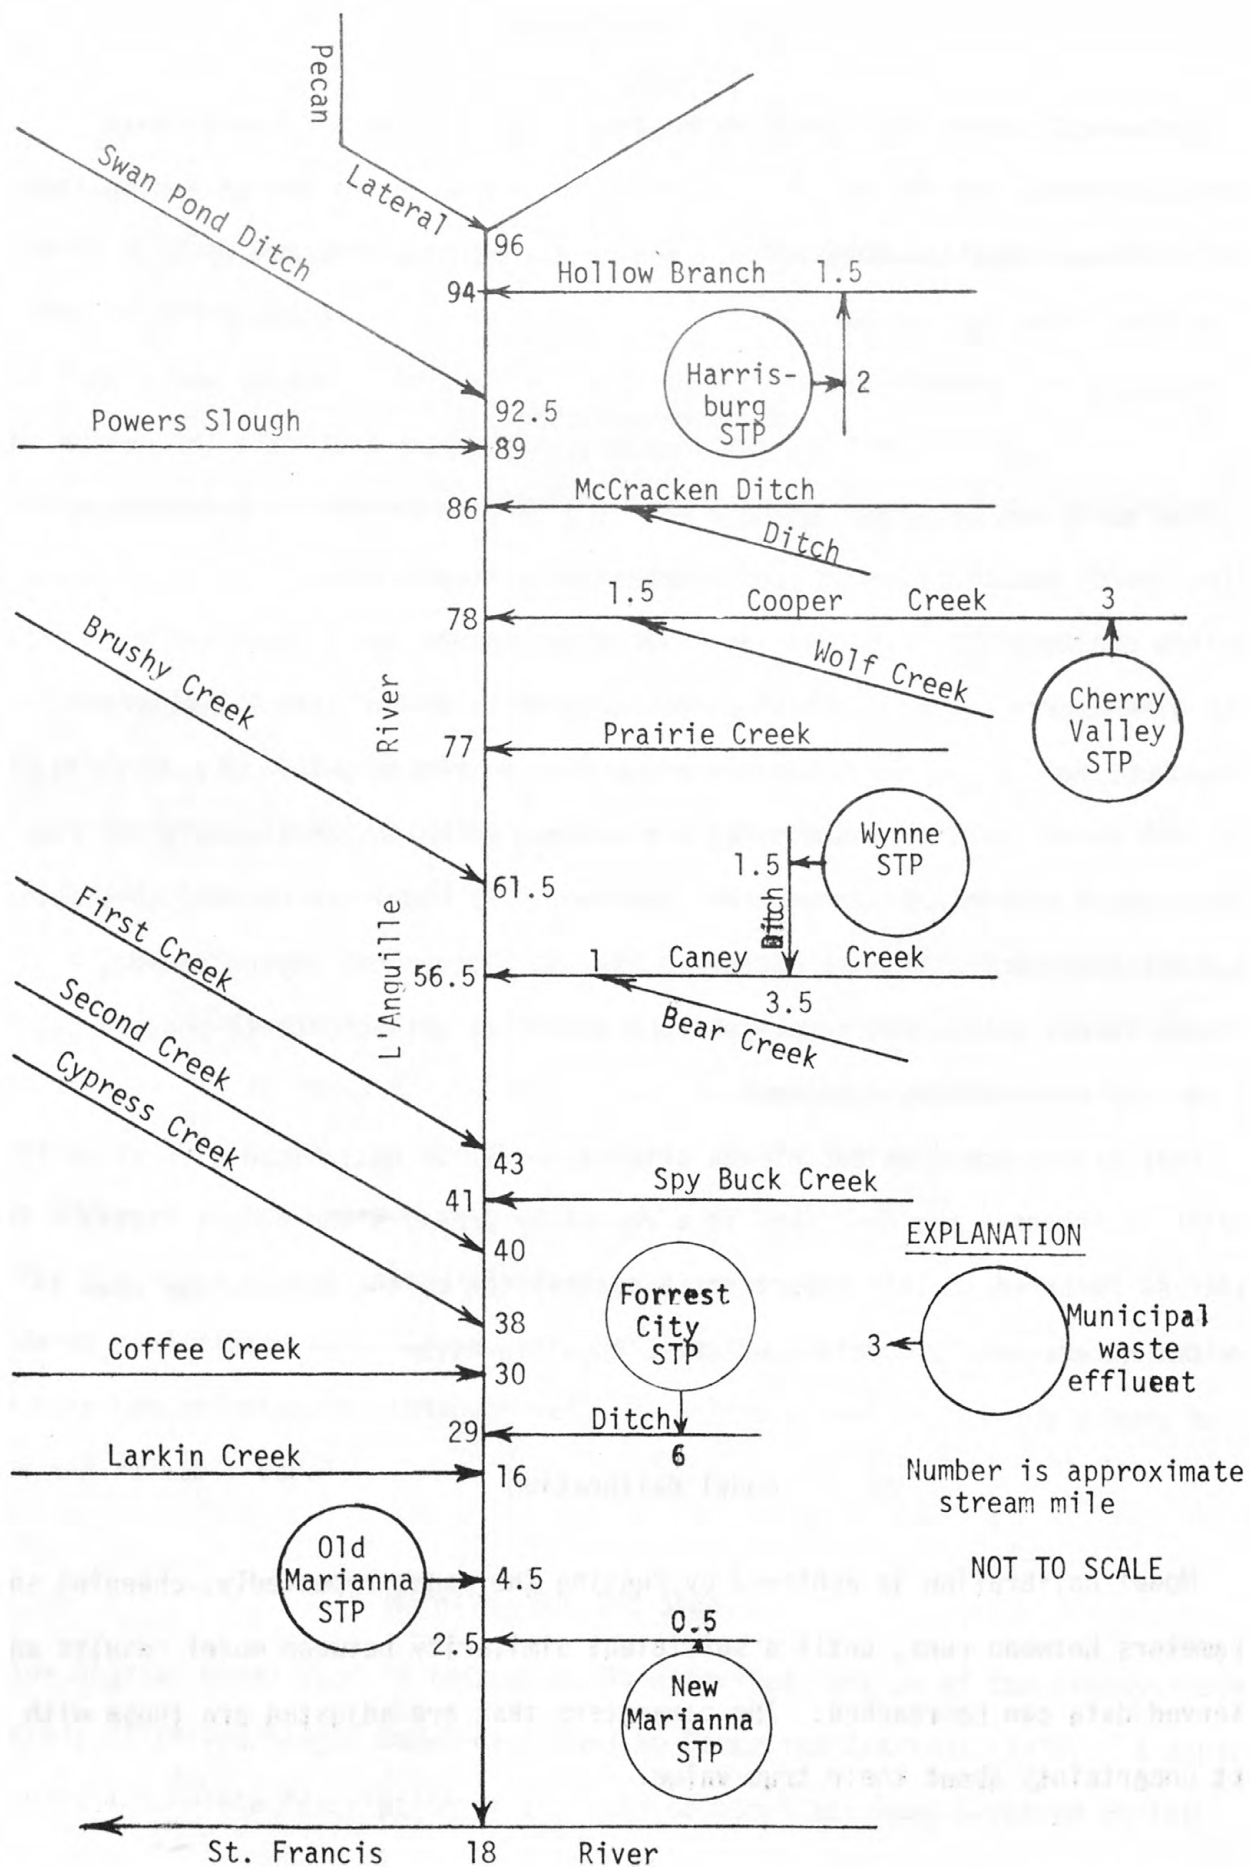 Pecan
Lateral
Swan Pond Ditch
96
Hollow Branch 1.5
94
Harris-
burg
STP
2
92.5
Powers Slough
89
McCracken Ditch
86
Ditch
1.5 Cooper Creek 3
78
Wolf Creek
Cherry
Valley
STP
Brushy Creek
L'Anguille River
77
Prairie Creek
Wynne
STP
1.5
Ditch
61.5
First Creek
1 Caney Creek
56.5
3.5
Bear Creek
Second Creek
Cypress Creek
43
Spy Buck Creek
41
40
EXPLANATION
Forrest
City
STP
38
3
Municipal
waste
effluent
Coffee Creek
30
Ditch
29
6
Larkin Creek
16
Number is approximate
stream mile
Old
Marianna
STP
4.5
NOT TO SCALE
0.5
2.5
New
Marianna
STP
St. Francis 18 River